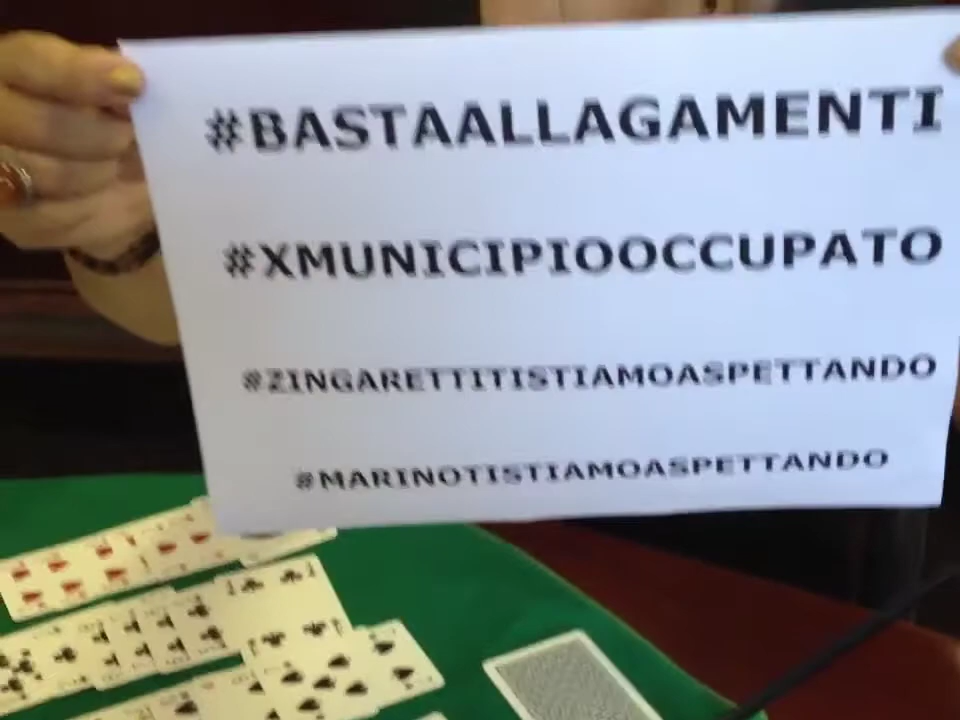 #BASTAALLAGAMENTI
#XMUNICIPIOOCCUPATO
#ZINGARETTITISTIAMOASPETTANDO
#MARINOTISTIAMOASPETTANDO